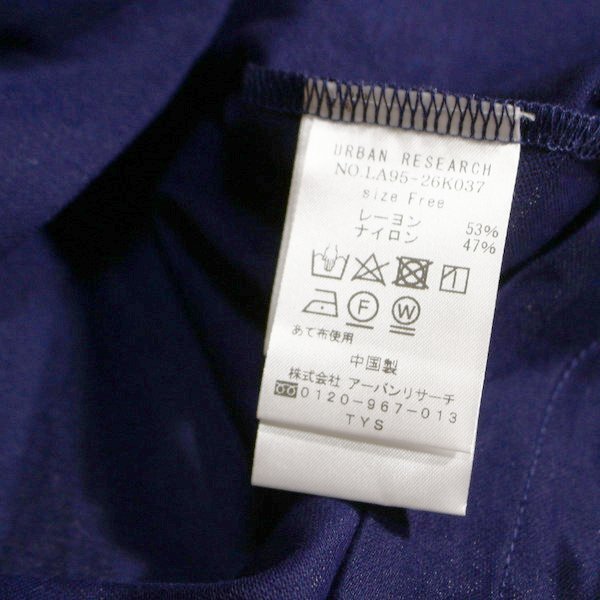 URBAN RESEARCH
NO.LA95-26K037
size Free
レーヨン 53%
ナイロン 47%
F W
あて布使用
中国製
株式会社 アーバンリサーチ
0120-967-013
TYS